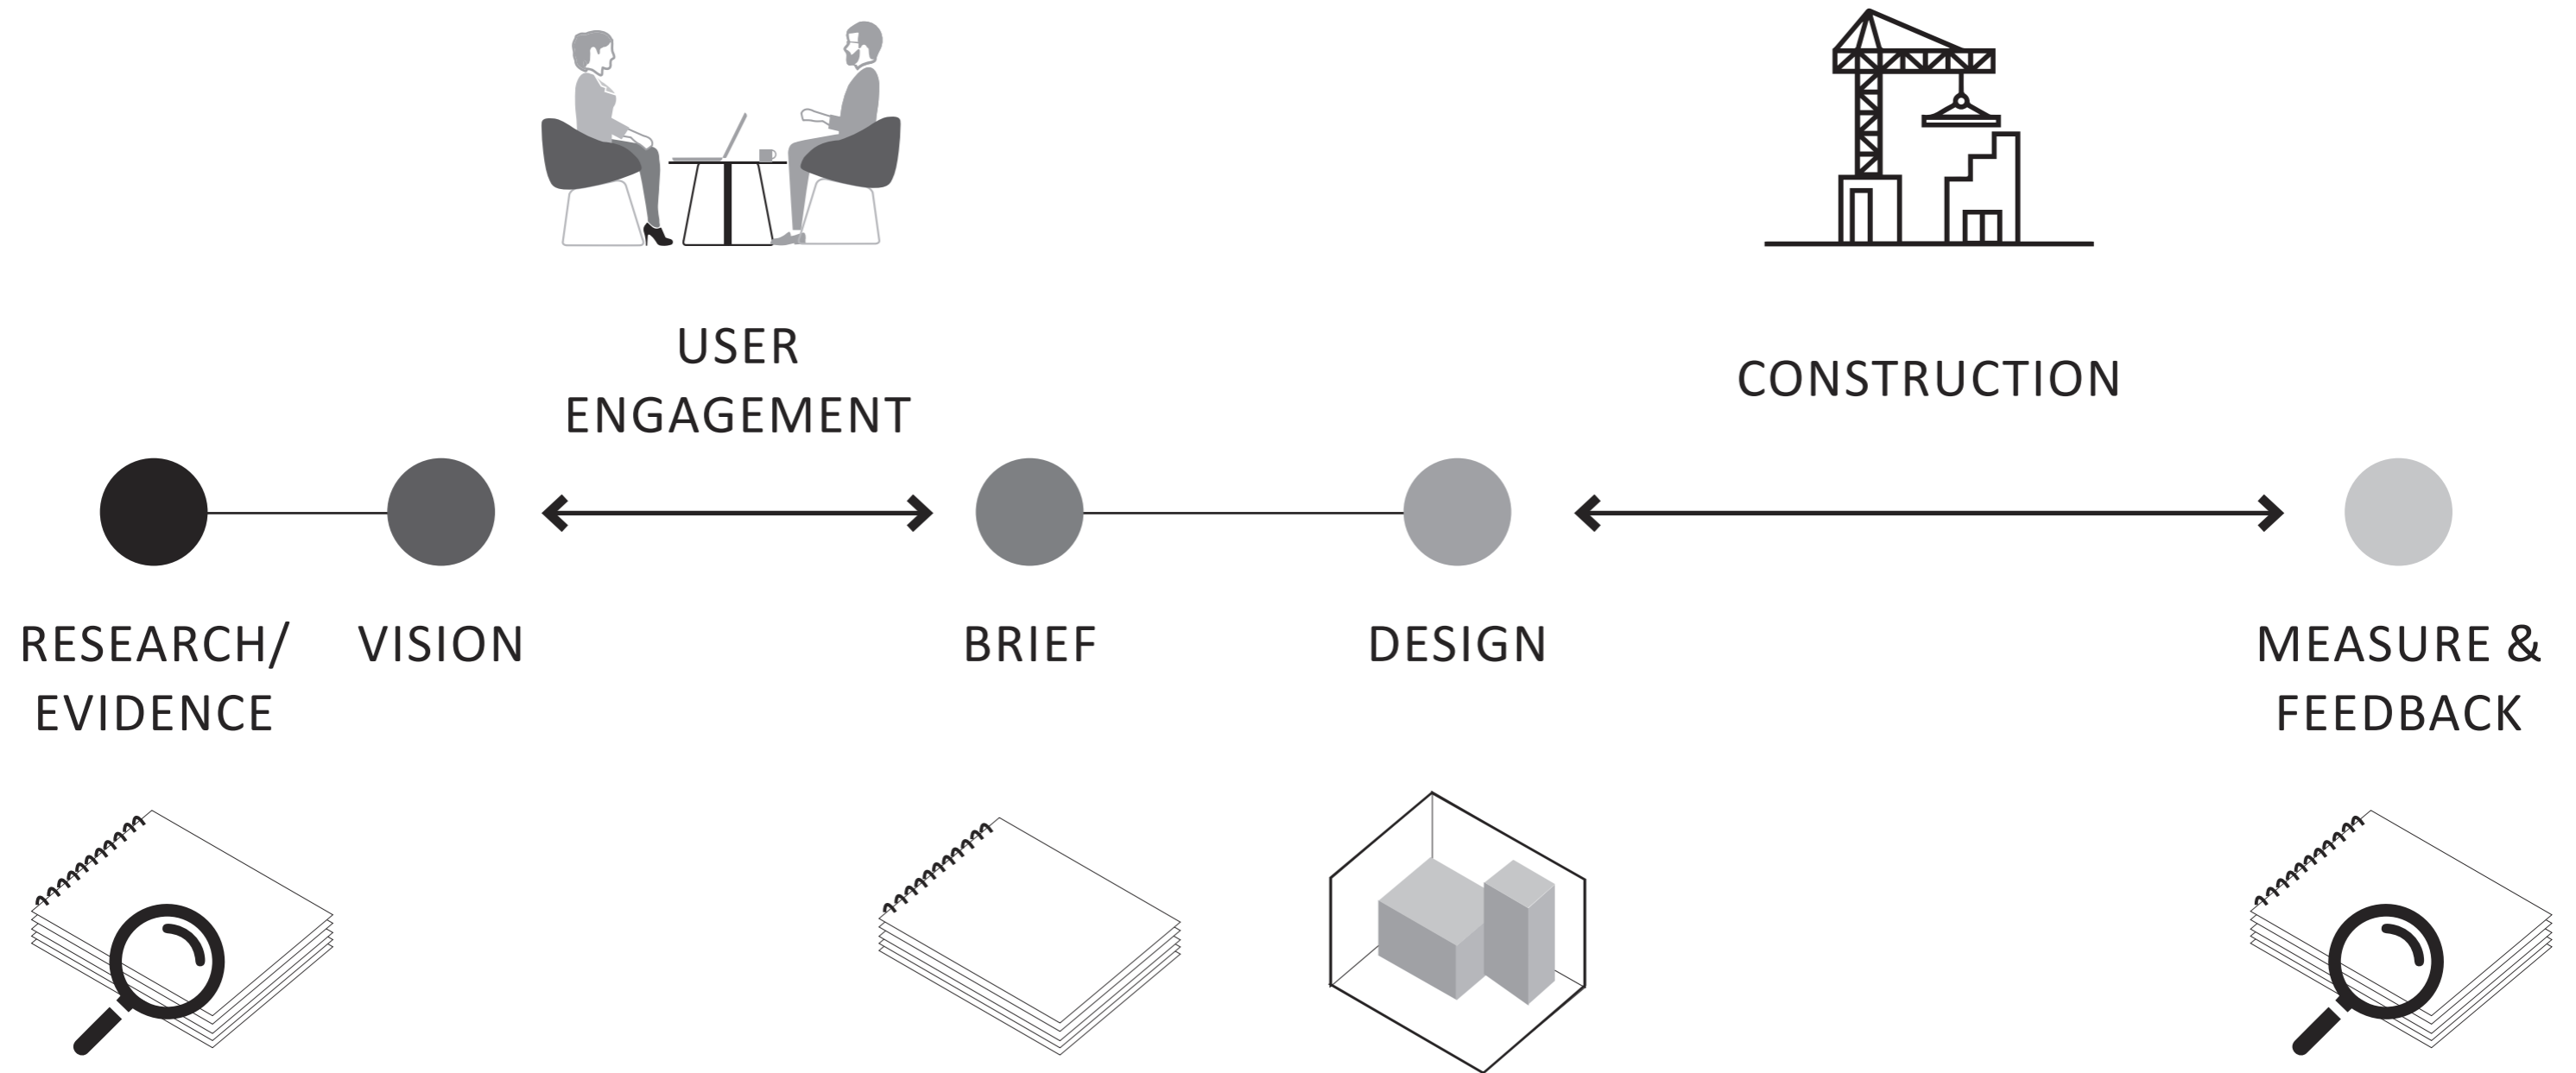 USER
ENGAGEMENT
CONSTRUCTION
RESEARCH/
EVIDENCE
VISION
BRIEF
DESIGN
MEASURE &
FEEDBACK